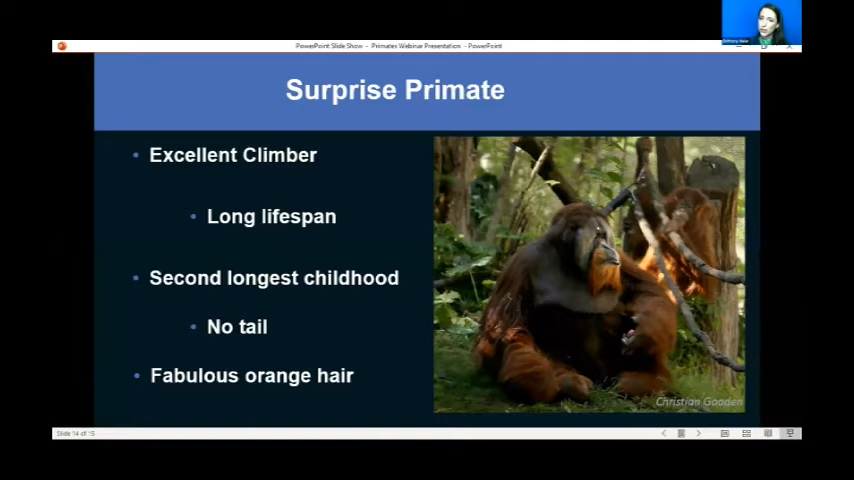 PowerPoint Slide Show - Primates Webinar Presentation - PowerPoint
Surprise Primate
• Excellent Climber
• Long lifespan
• Second longest childhood
• No tail
• Fabulous orange hair
Christian Gooden
Slide 14 of 15